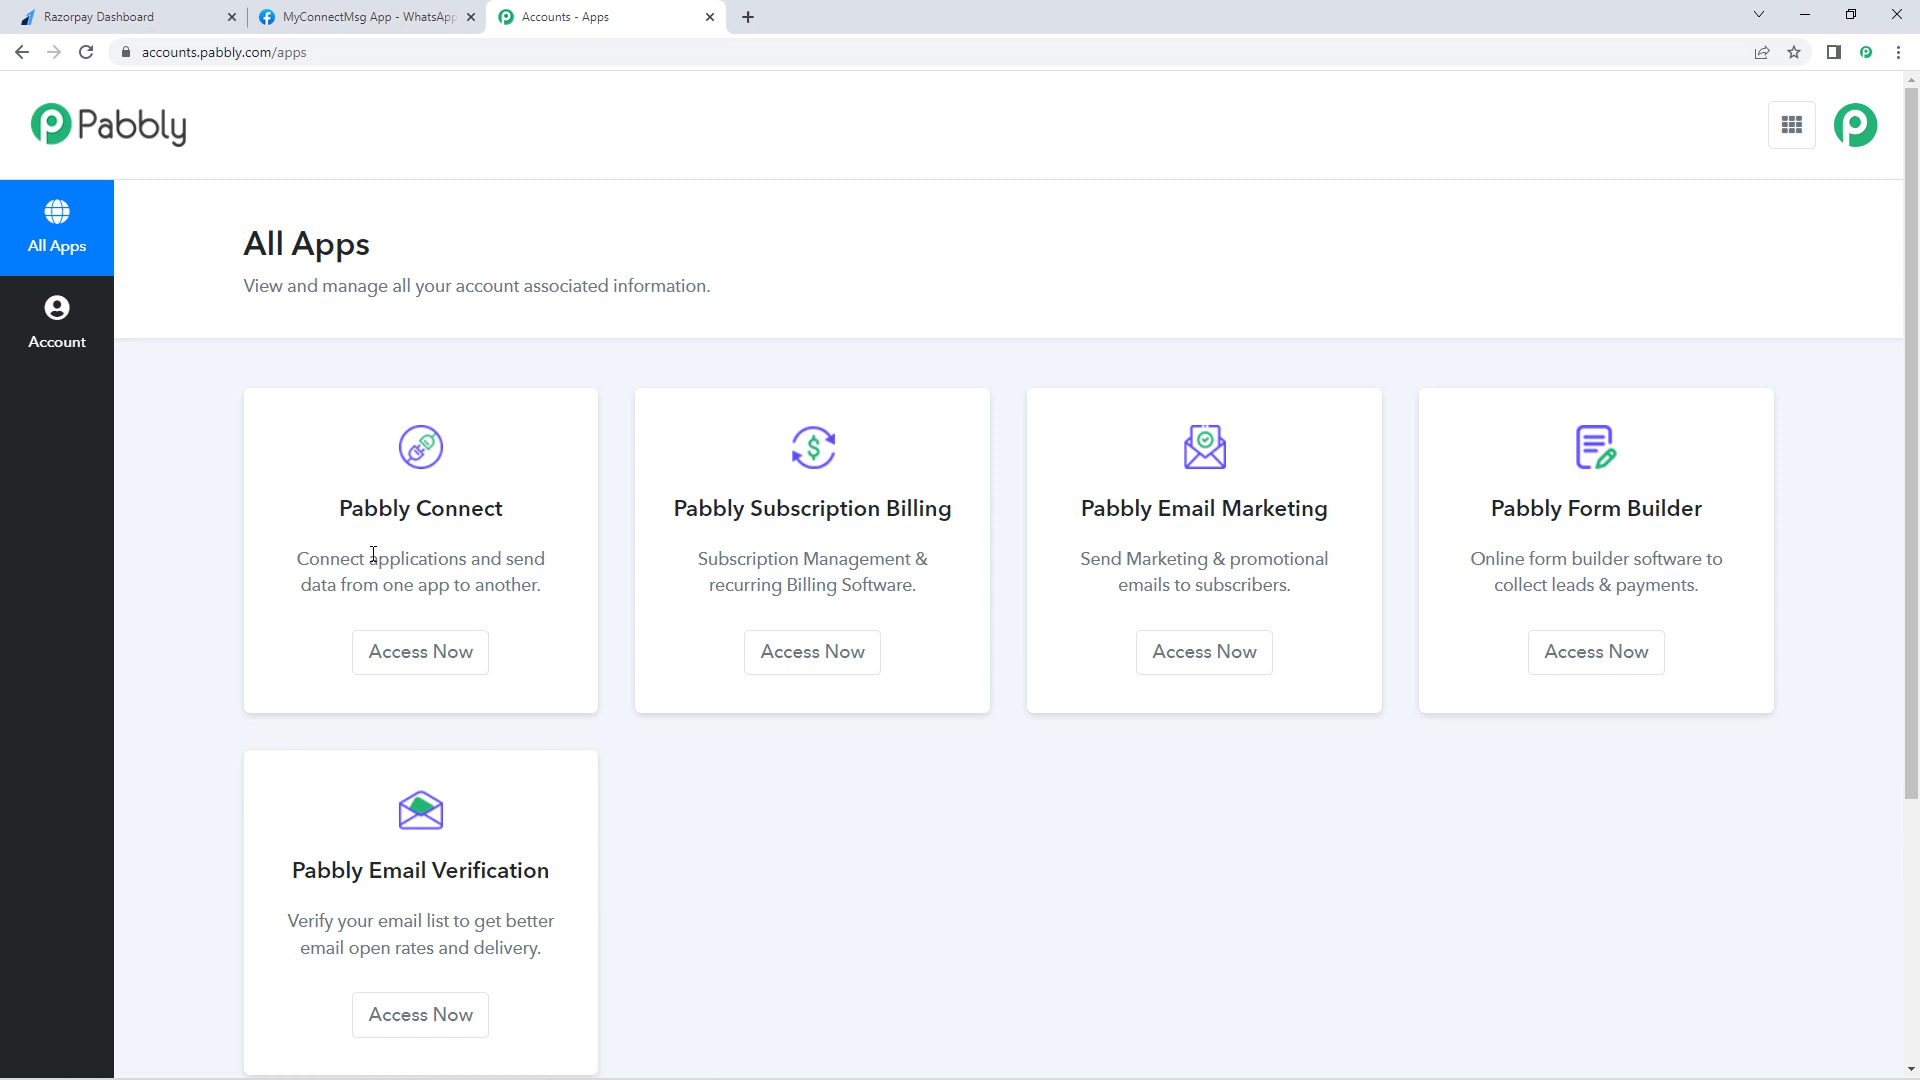 Razorpay Dashboard
MyConnectMsg App - WhatsApp
Accounts - Apps
accounts.pabbly.com/apps
Pabbly
All Apps
Account
All Apps
View and manage all your account associated information.
Pabbly Connect
Connect applications and send
data from one app to another.
Access Now
Pabbly Subscription Billing
Subscription Management &
recurring Billing Software.
Access Now
Pabbly Email Marketing
Send Marketing & promotional
emails to subscribers.
Access Now
Pabbly Form Builder
Online form builder software to
collect leads & payments.
Access Now
Pabbly Email Verification
Verify your email list to get better
email open rates and delivery.
Access Now